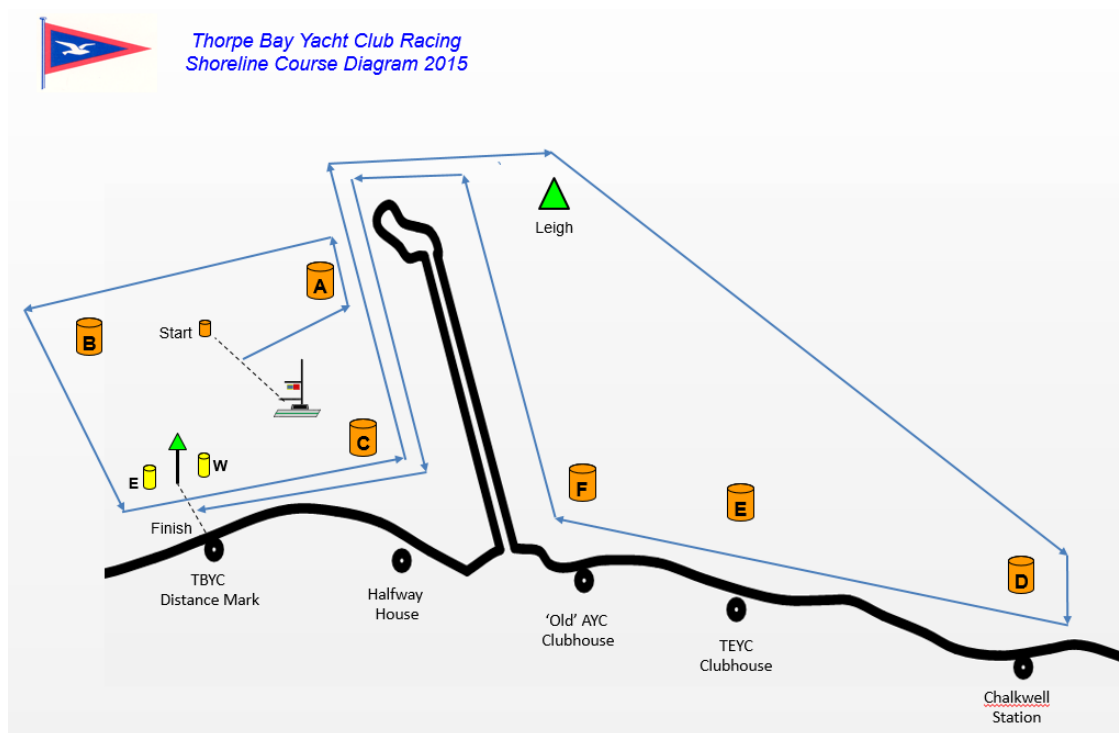 Thorpe Bay Yacht Club Racing
Shoreline Course Diagram 2015
Leigh
A
B
Start
C
W
E
F
E
Finish
D
TBYC
Distance Mark
Halfway
House
'Old' AYC
Clubhouse
TEYC
Clubhouse
Chalkwell
Station